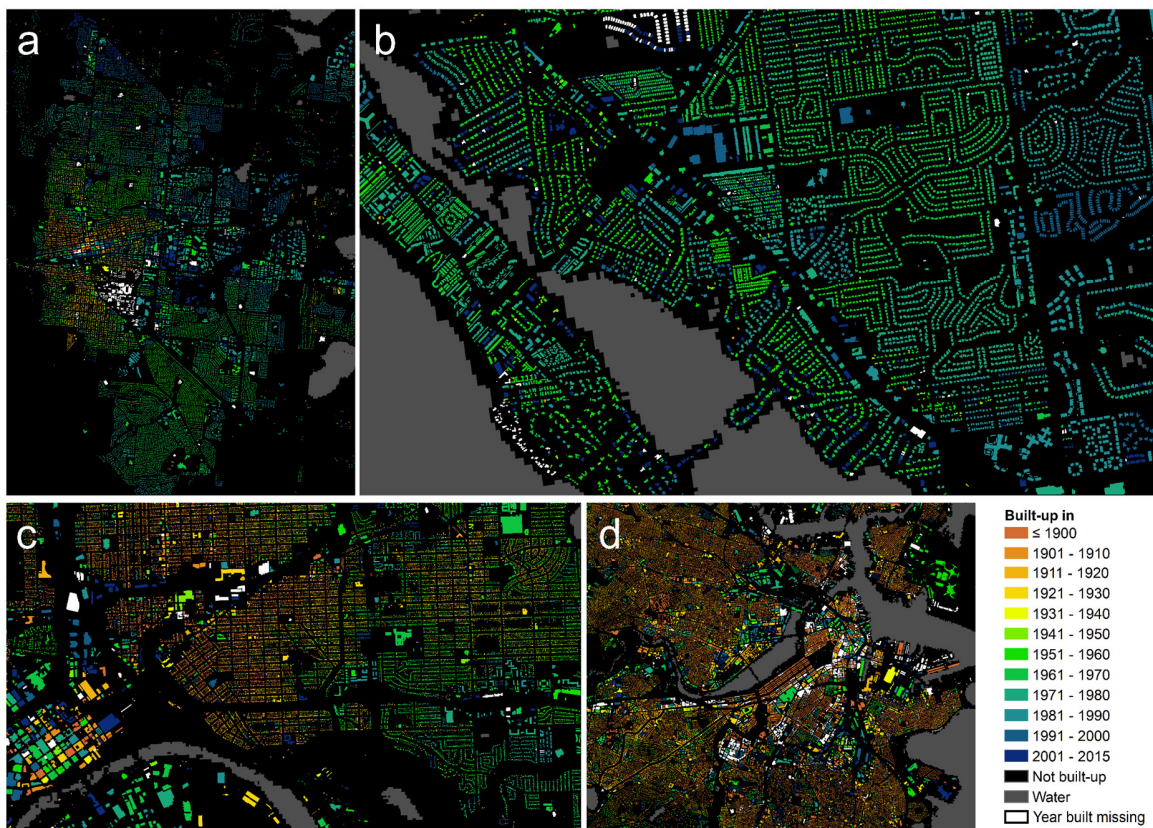 a
b
c
d
Built-up in
≤ 1900
1901 - 1910
1911 - 1920
1921 - 1930
1931 - 1940
1941 - 1950
1951 - 1960
1961 - 1970
1971 - 1980
1981 - 1990
1991 - 2000
2001 - 2015
Not built-up
Water
Year built missing